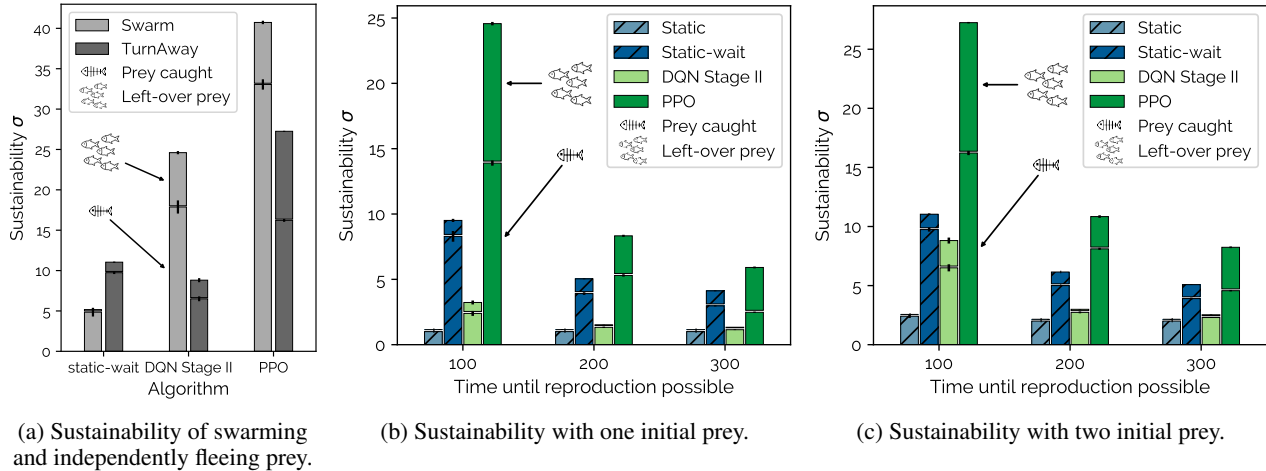 40
35
30
25
20
15
10
5
0
Sustainability σ
Swarm
TurnAway
Prey caught
Left-over prey
static-wait DQN Stage II PPO
Algorithm
(a) Sustainability of swarming
and independently fleeing prey.
25
20
15
10
5
0
Sustainability σ
Static
Static-wait
DQN Stage II
PPO
Prey caught
Left-over prey
100 200 300
Time until reproduction possible
(b) Sustainability with one initial prey.
25
20
15
10
5
0
Sustainability σ
Static
Static-wait
DQN Stage II
PPO
Prey caught
Left-over prey
100 200 300
Time until reproduction possible
(c) Sustainability with two initial prey.